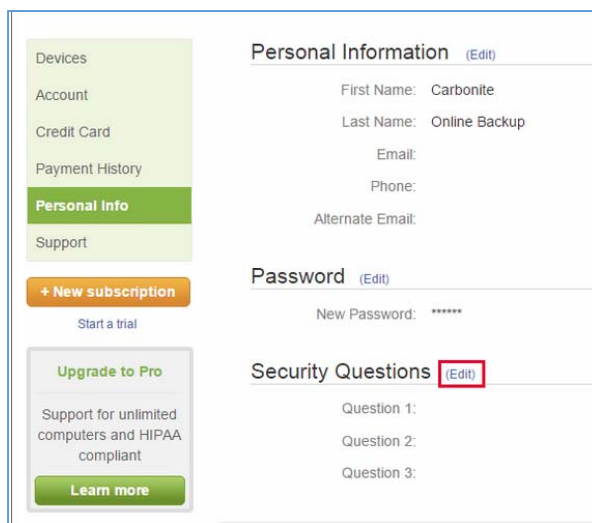 Devices
Account
Credit Card
Payment History
Personal Info
Support
+ New subscription
Start a trial
Upgrade to Pro
Support for unlimited
computers and HIPAA
compliant
Learn more
Personal Information (Edit)
First Name: Carbonite
Last Name: Online Backup
Email:
Phone:
Alternate Email:
Password (Edit)
New Password: ******
Security Questions (Edit)
Question 1:
Question 2:
Question 3: